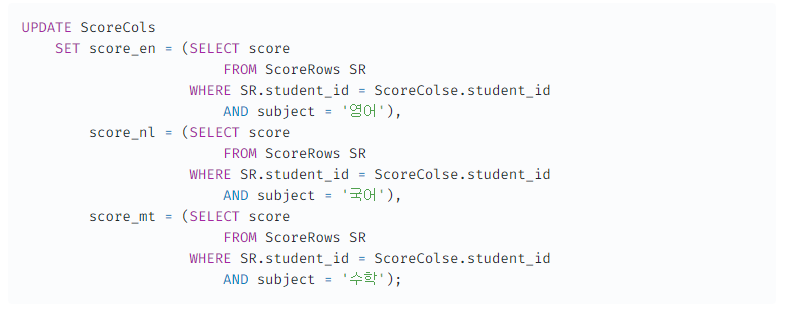 UPDATE ScoreCols
SET score_en = (SELECT score
FROM ScoreRows SR
WHERE SR.student_id = ScoreColse.student_id
AND subject = '영어'),
score_nl = (SELECT score
FROM ScoreRows SR
WHERE SR.student_id = ScoreColse.student_id
AND subject = '국어'),
score_mt = (SELECT score
FROM ScoreRows SR
WHERE SR.student_id = ScoreColse.student_id
AND subject = '수학');